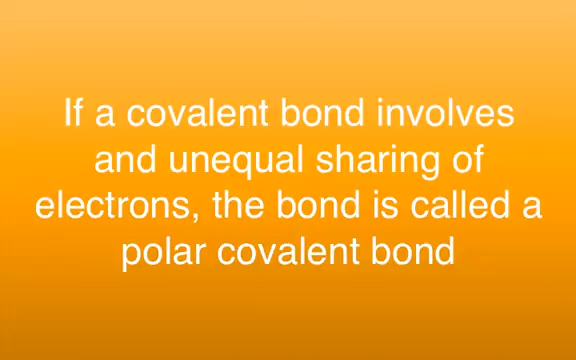 If a covalent bond involves
and unequal sharing of
electrons, the bond is called a
polar covalent bond